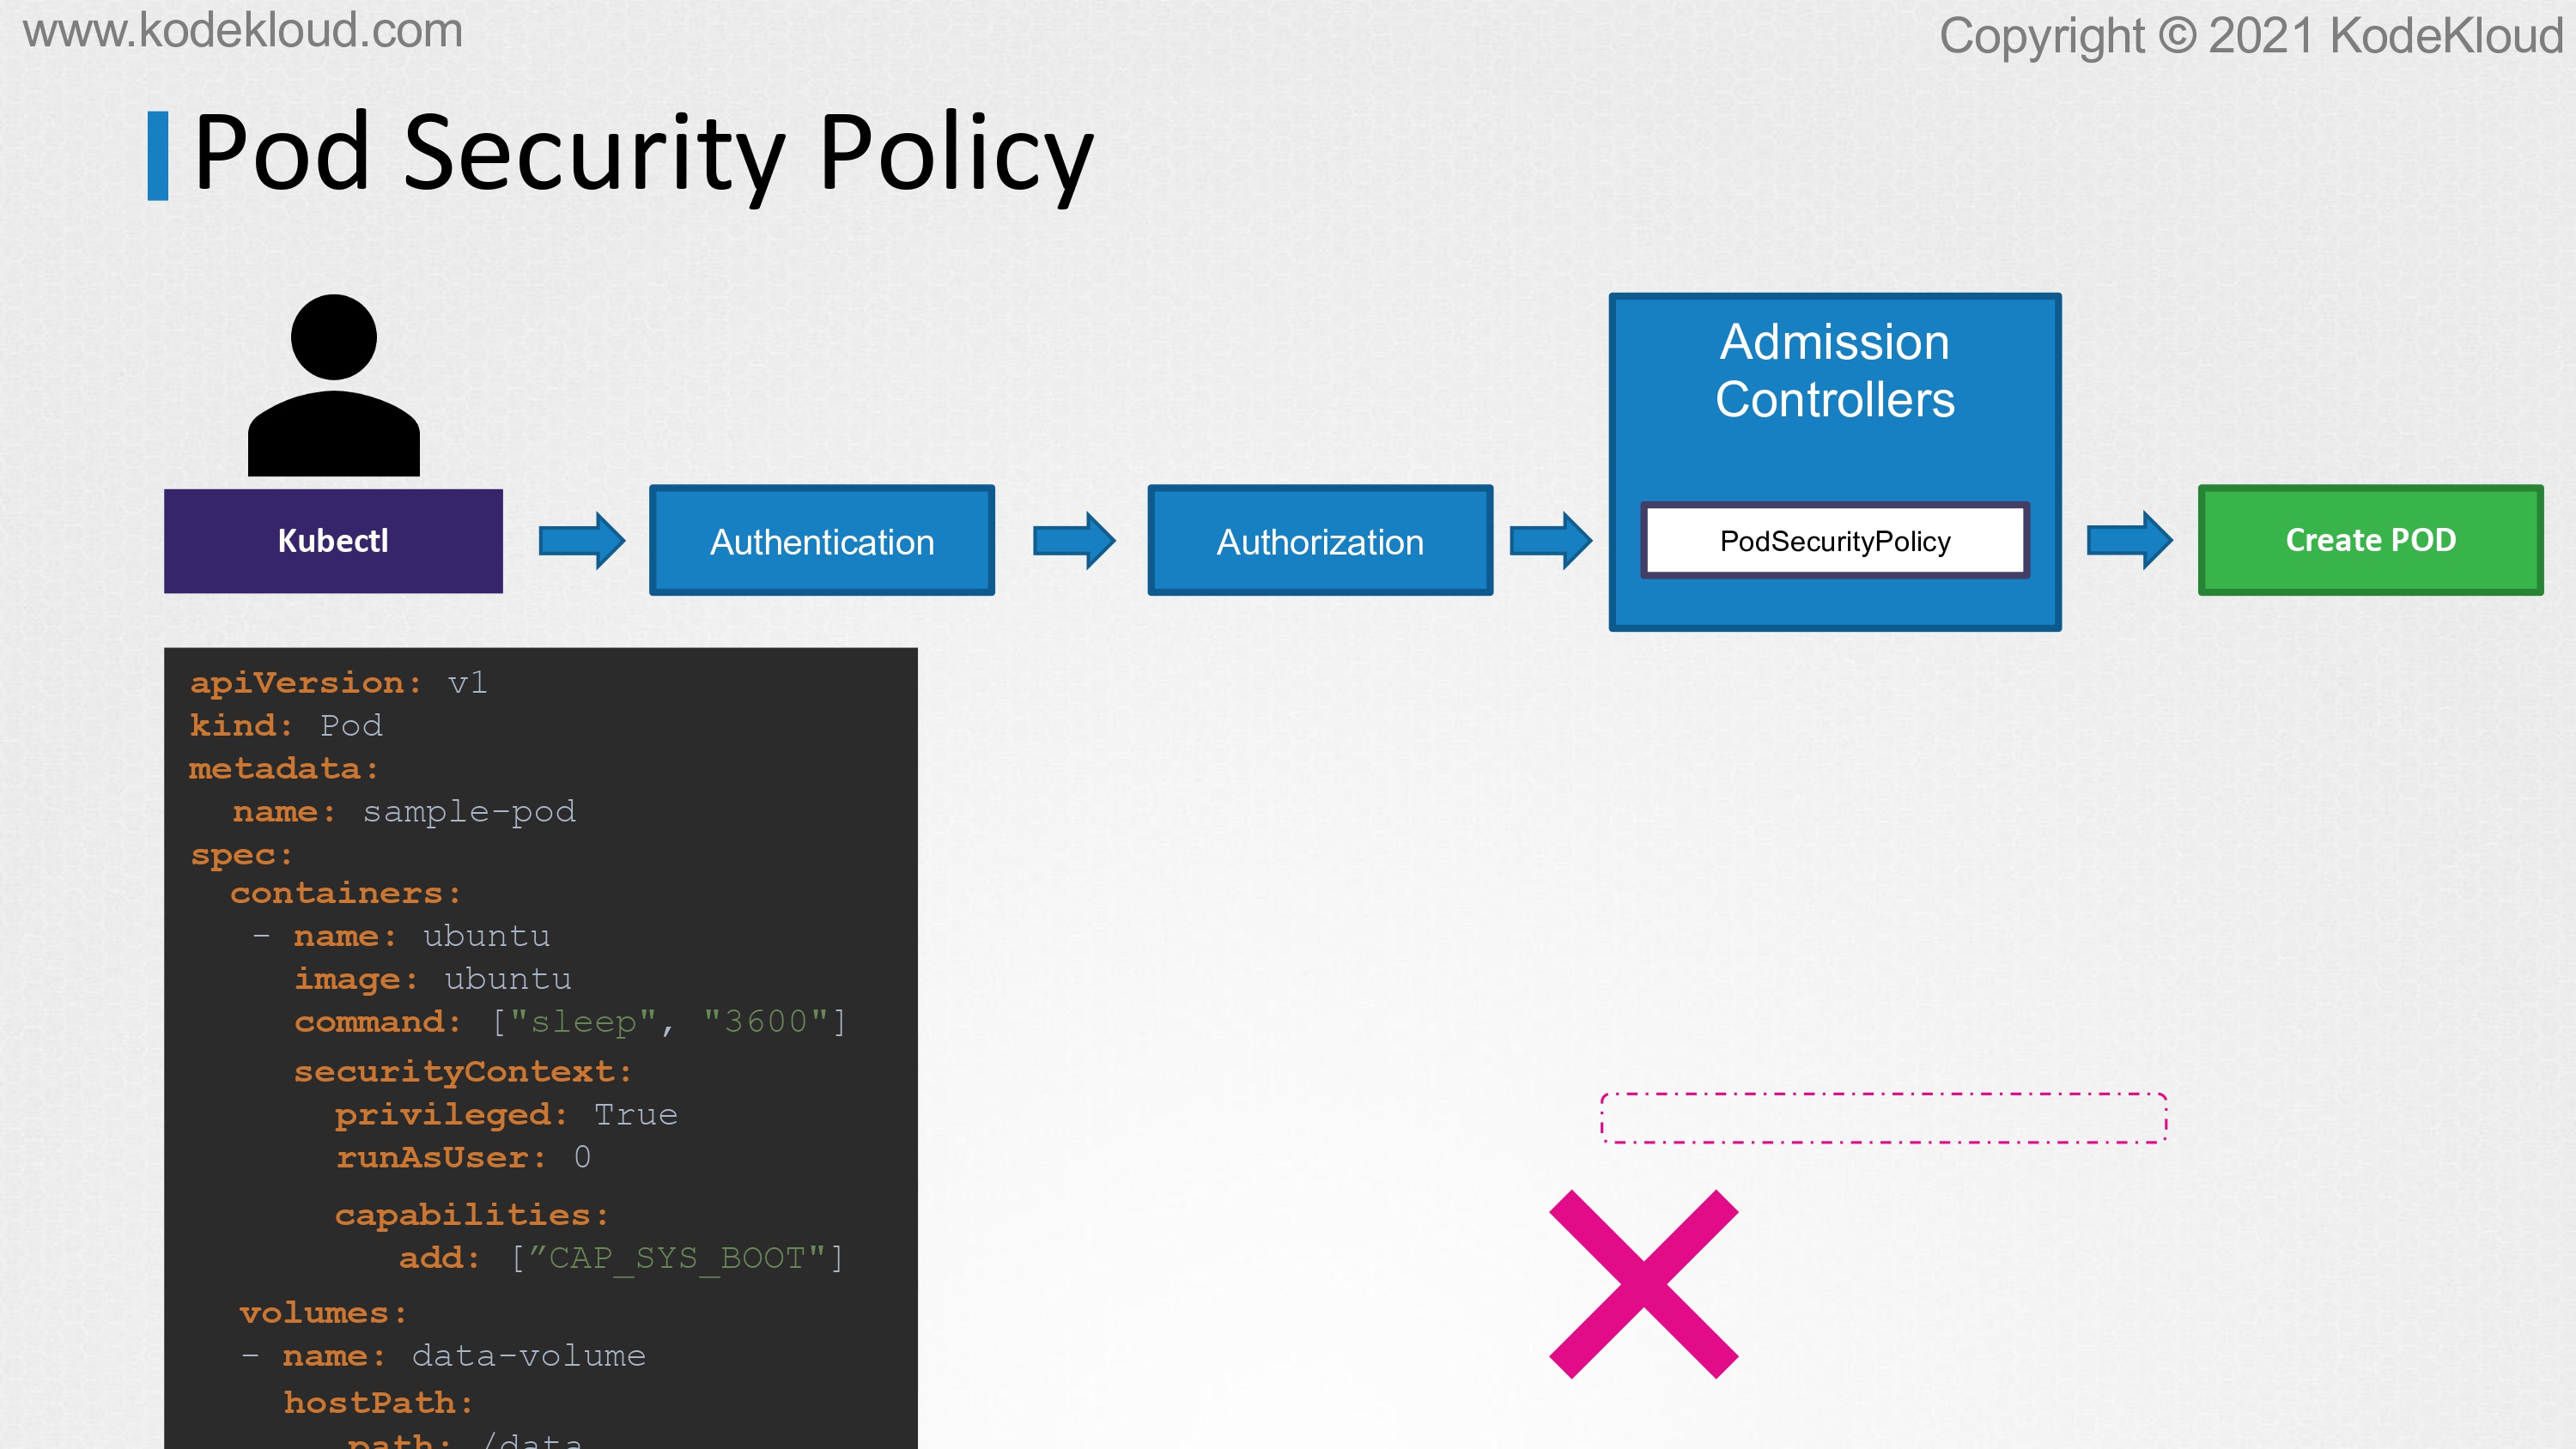 www.kodekloud.com
Copyright © 2021 KodeKloud
Pod Security Policy
Admission
Controllers
Kubectl
Authentication
Authorization
PodSecurityPolicy
Create POD
apiVersion: v1
kind: Pod
metadata:
  name: sample-pod
spec:
  containers:
   - name: ubuntu
     image: ubuntu
     command: ["sleep", "3600"]
     securityContext:
       privileged: True
       runAsUser: 0
       capabilities:
          add: [”CAP_SYS_BOOT"]
  volumes:
  - name: data-volume
    hostPath:
       path: /data